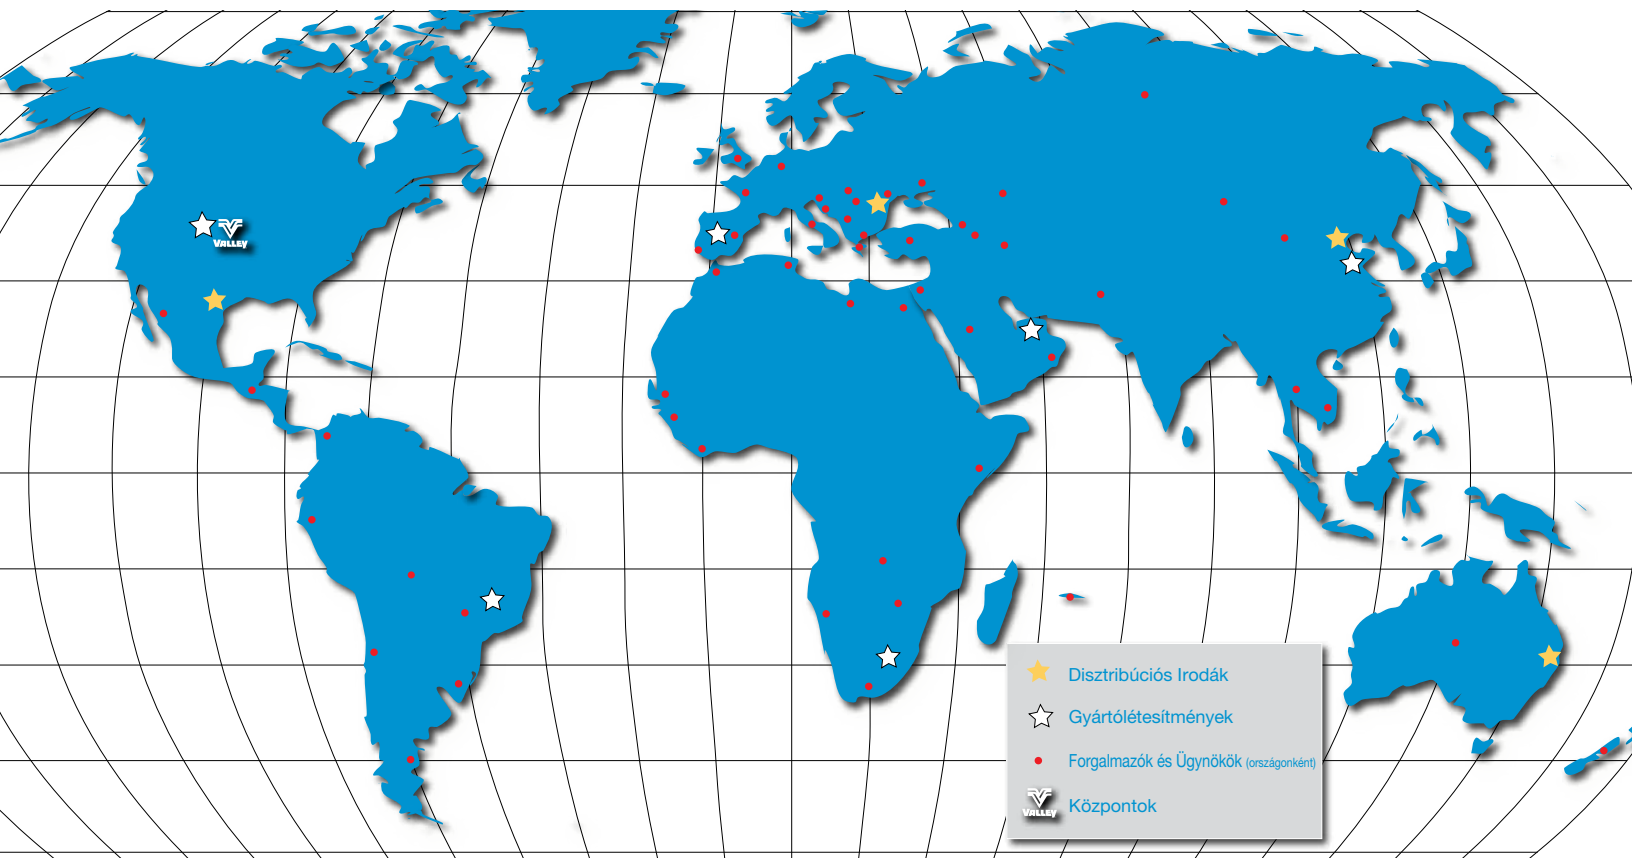 VALLEY
Disztribúciós Irodák
Gyártólétesítmények
Forgalmazók és Ügynökök (országonként)
VALLEY
Központok